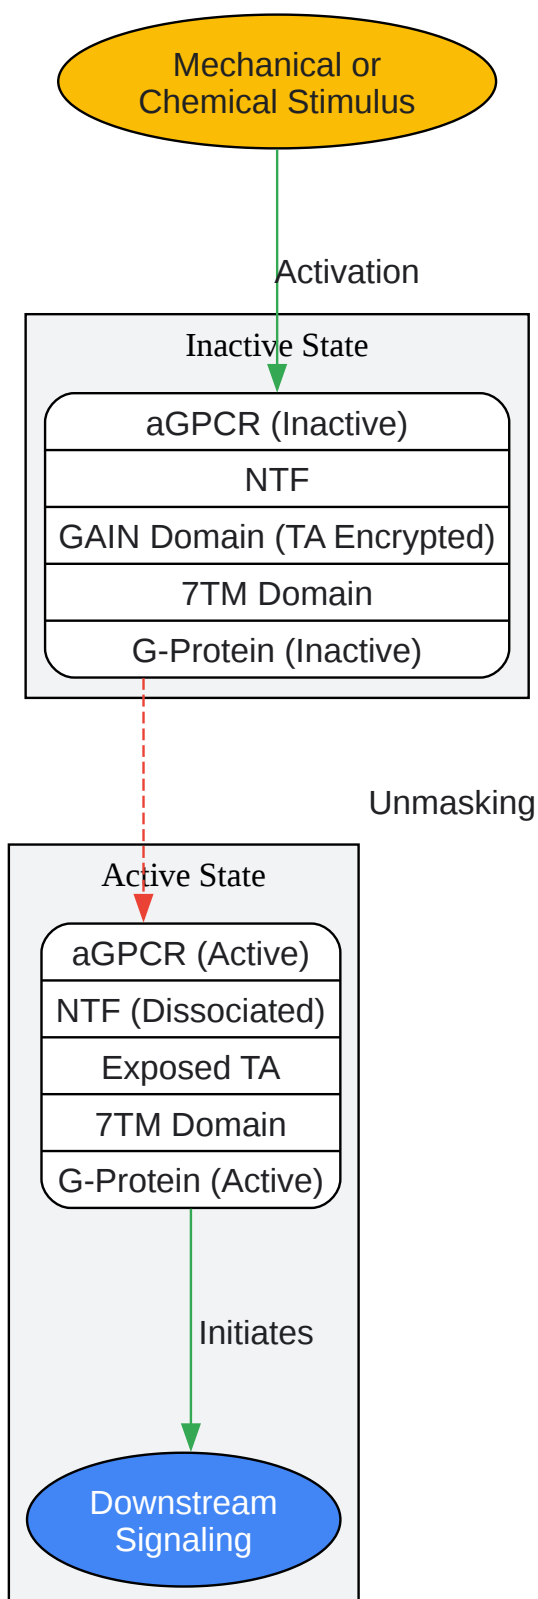 Mechanical or
Chemical Stimulus
Activation
Inactive State
aGPCR (Inactive)
NTF
GAIN Domain (TA Encrypted)
7TM Domain
G-Protein (Inactive)
Unmasking
Active State
aGPCR (Active)
NTF (Dissociated)
Exposed TA
7TM Domain
G-Protein (Active)
Initiates
Downstream
Signaling